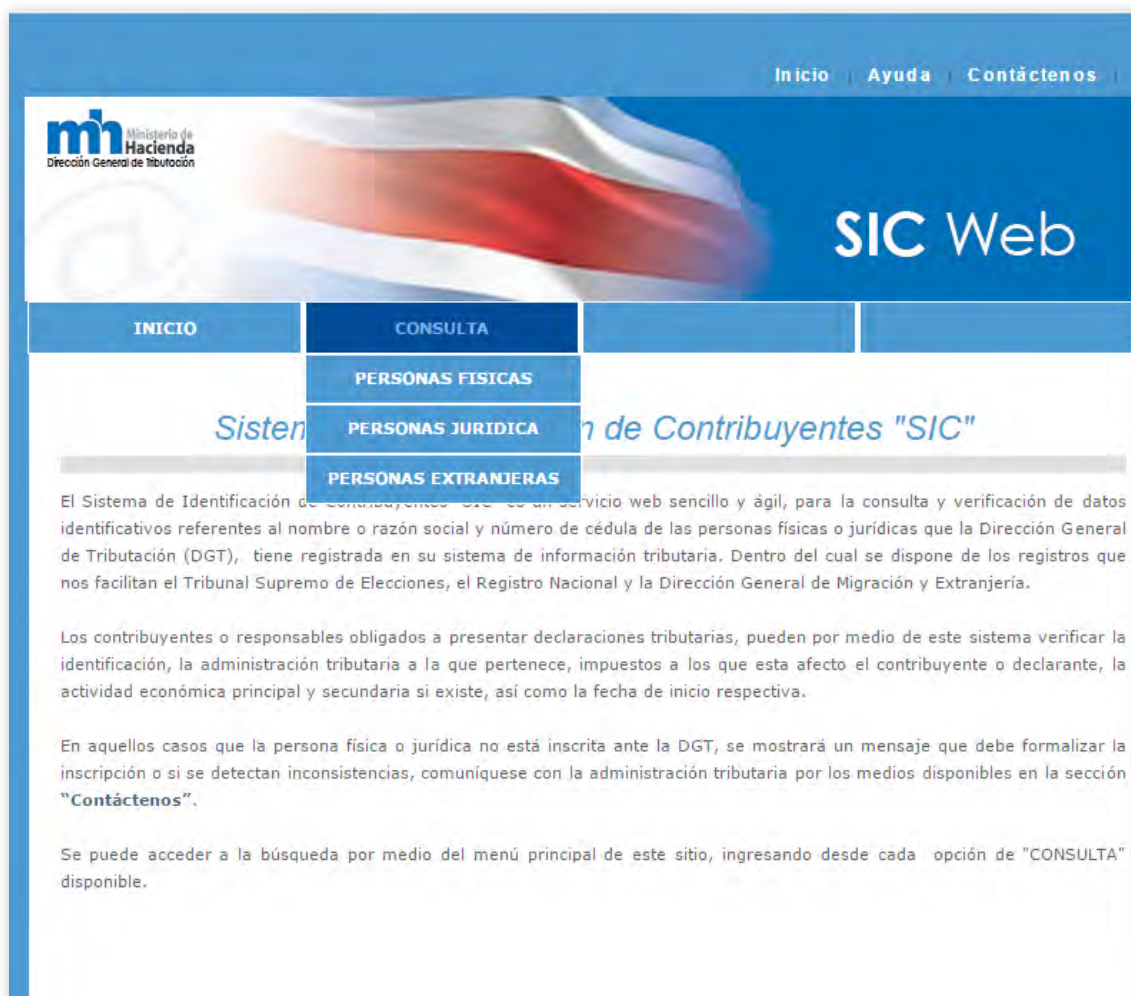 Inicio | Ayuda | Contáctenos |
mh Ministerio de
Hacienda
Dirección General de Tributación
@
SIC Web
INICIO
CONSULTA
PERSONAS FISICAS
PERSONAS JURIDICA
PERSONAS EXTRANJERAS
de Contribuyentes "SIC"
El Sistema de Identificación web sencillo y ágil, para la consulta y verificación de datos
identificativos referentes al nombre o razón social y número de cédula de las personas físicas o jurídicas que la Dirección General
de Tributación (DGT), tiene registrada en su sistema de información tributaria. Dentro del cual se dispone de los registros que
nos facilitan el Tribunal Supremo de Elecciones, el Registro Nacional y la Dirección General de Migración y Extranjería.
Los contribuyentes o responsables obligados a presentar declaraciones tributarias, pueden por medio de este sistema verificar la
identificación, la administración tributaria a la que pertenece, impuestos a los que esta afecto el contribuyente o declarante, la
actividad económica principal y secundaria si existe, así como la fecha de inicio respectiva.
En aquellos casos que la persona física o jurídica no está inscrita ante la DGT, se mostrará un mensaje que debe formalizar la
inscripción o si se detectan inconsistencias, comuníquese con la administración tributaria por los medios disponibles en la sección
“Contáctenos”.
Se puede acceder a la búsqueda por medio del menú principal de este sitio, ingresando desde cada opción de "CONSULTA"
disponible.